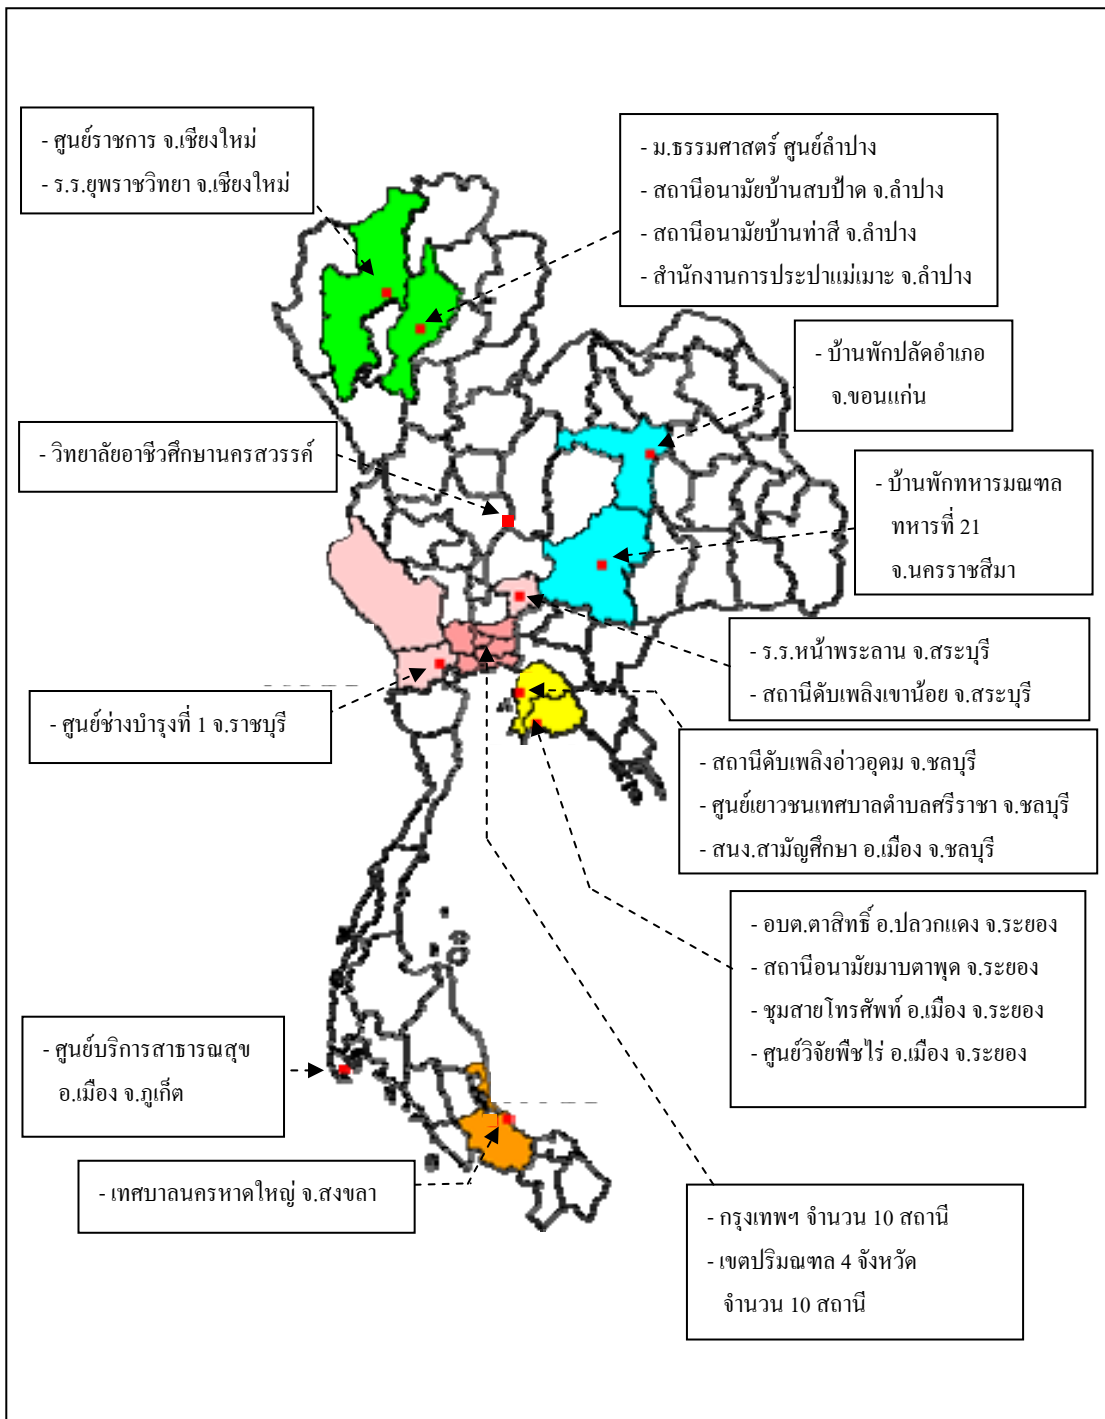 - ศูนย์ราชการ จ.เชียงใหม่
- ร.ร.ยุพราชวิทยา จ.เชียงใหม่
- ม.ธรรมศาสตร์ ศูนย์ลำปาง
- สถานีอนามัยบ้านสบป้าด จ.ลำปาง
- สถานีอนามัยบ้านท่าสี จ.ลำปาง
- สำนักงานการประปาแม่เมาะ จ.ลำปาง
- บ้านพักปลัดอำเภอ
จ.ขอนแก่น
- วิทยาลัยอาชีวศึกษานครสวรรค์
- บ้านพักทหารมณฑล
ทหารที่ 21
จ.นครราชสีมา
- ร.ร.หน้าพระลาน จ.สระบุรี
- สถานีดับเพลิงเขาน้อย จ.สระบุรี
- ศูนย์ช่างบำรุงที่ 1 จ.ราชบุรี
- สถานีดับเพลิงอ่าวอุดม จ.ชลบุรี
- ศูนย์เยาวชนเทศบาลตำบลศรีราชา จ.ชลบุรี
- สนง.สามัญศึกษา อ.เมือง จ.ชลบุรี
- อบต.ตาสิทธิ์ อ.ปลวกแดง จ.ระยอง
- สถานีอนามัยมาบตาพุด จ.ระยอง
- ชุมสายโทรศัพท์ อ.เมือง จ.ระยอง
- ศูนย์วิจัยพืชไร่ อ.เมือง จ.ระยอง
- ศูนย์บริการสาธารณสุข
อ.เมือง จ.ภูเก็ต
- เทศบาลนครหาดใหญ่ จ.สงขลา
- กรุงเทพฯ จำนวน 10 สถานี
- เขตปริมณฑล 4 จังหวัด
จำนวน 10 สถานี